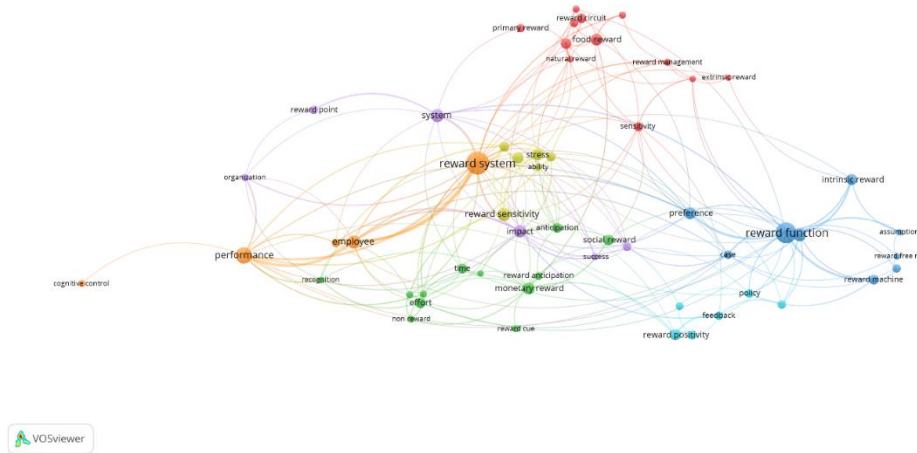 reward circuit
primary reward
food reward
natural reward
reward management
extrinsic reward
reward point
system
sensitivity
stress
reward system
ability
organization
intrinsic reward
reward sensitivity
preference
anticipation
impact
assumption
reward function
employee
social reward
performance
success
case
reward free r
time
recognition
reward anticipation
reward machine
cognitive control
monetary reward
policy
effort
feedback
non reward
reward cue
reward positivity
VOSviewer